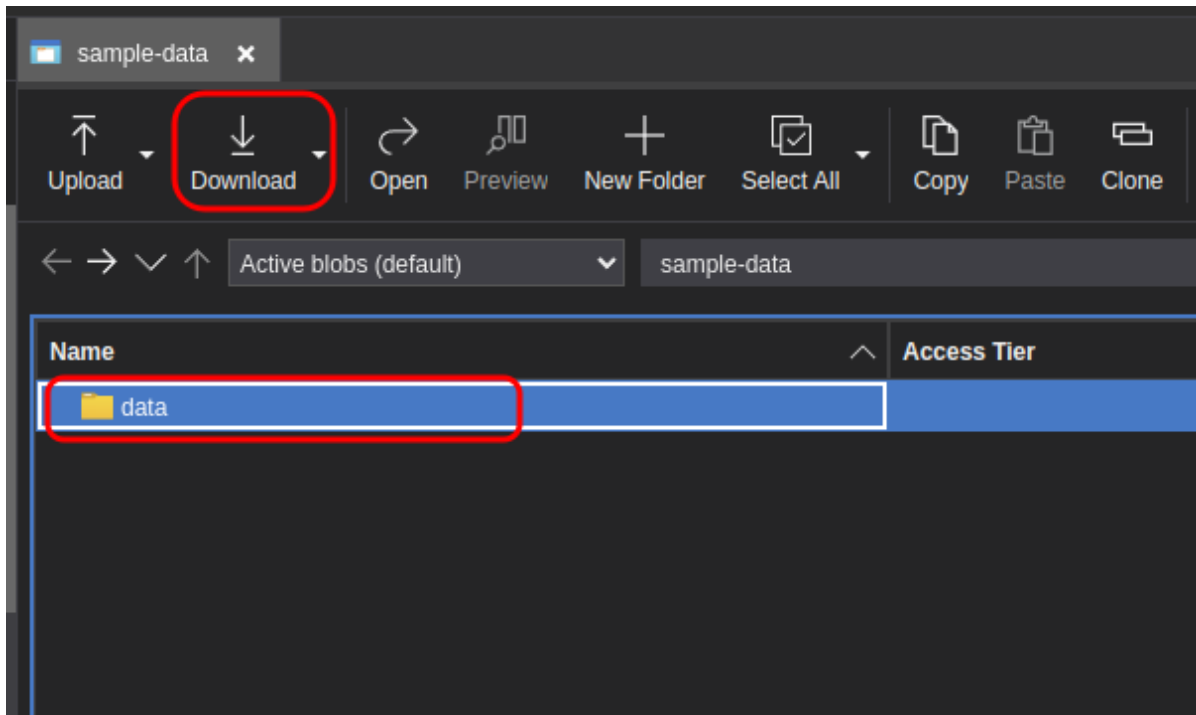 sample-data
Upload Download Open Preview New Folder Select All Copy Paste Clone
Active blobs (default) sample-data
Name Access Tier
data